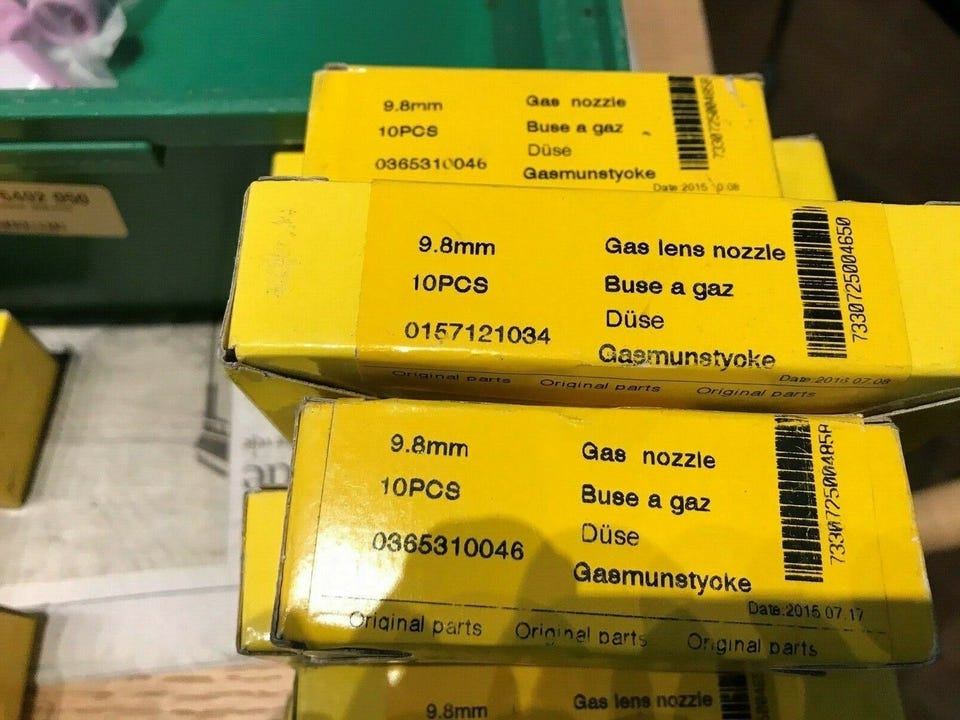 9.8mm
10PCS
0365310046
Gas nozzle
Buse a gaz
Düse
Gasmunstyoke
9.8mm
10PCS
0157121034
Gas lens nozzle
Buse a gaz
Düse
Gasmunstyoke
7330725004650
Original parts Original parts Original parts
9.8mm
10PCS
0365310046
Gas nozzle
Buse a gaz
Düse
Gasmunstyoke
Date:2015 07.17
Original parts Original parts Original parts
9.8mm
Gas lens nozzle